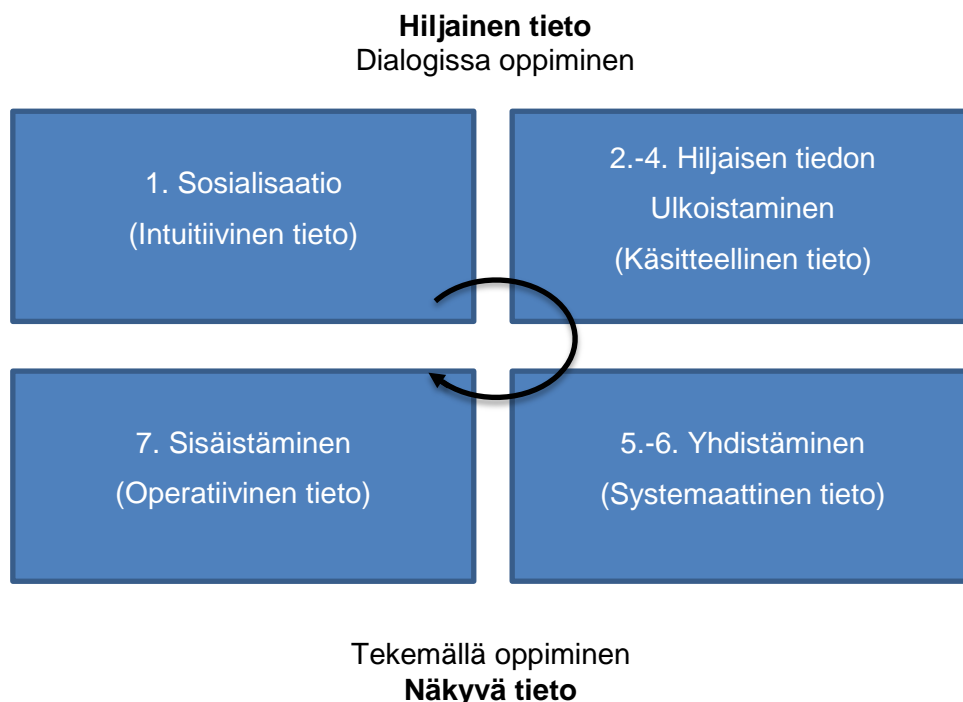 Hiljainen tieto
Dialogissa oppiminen
1. Sosialisaatio
(Intuitiivinen tieto)
2.-4. Hiljaisen tiedon
Ulkoistaminen
(Käsitteellinen tieto)
7. Sisäistäminen
(Operatiivinen tieto)
5.-6. Yhdistäminen
(Systemaattinen tieto)
Tekemällä oppiminen
Näkyvä tieto